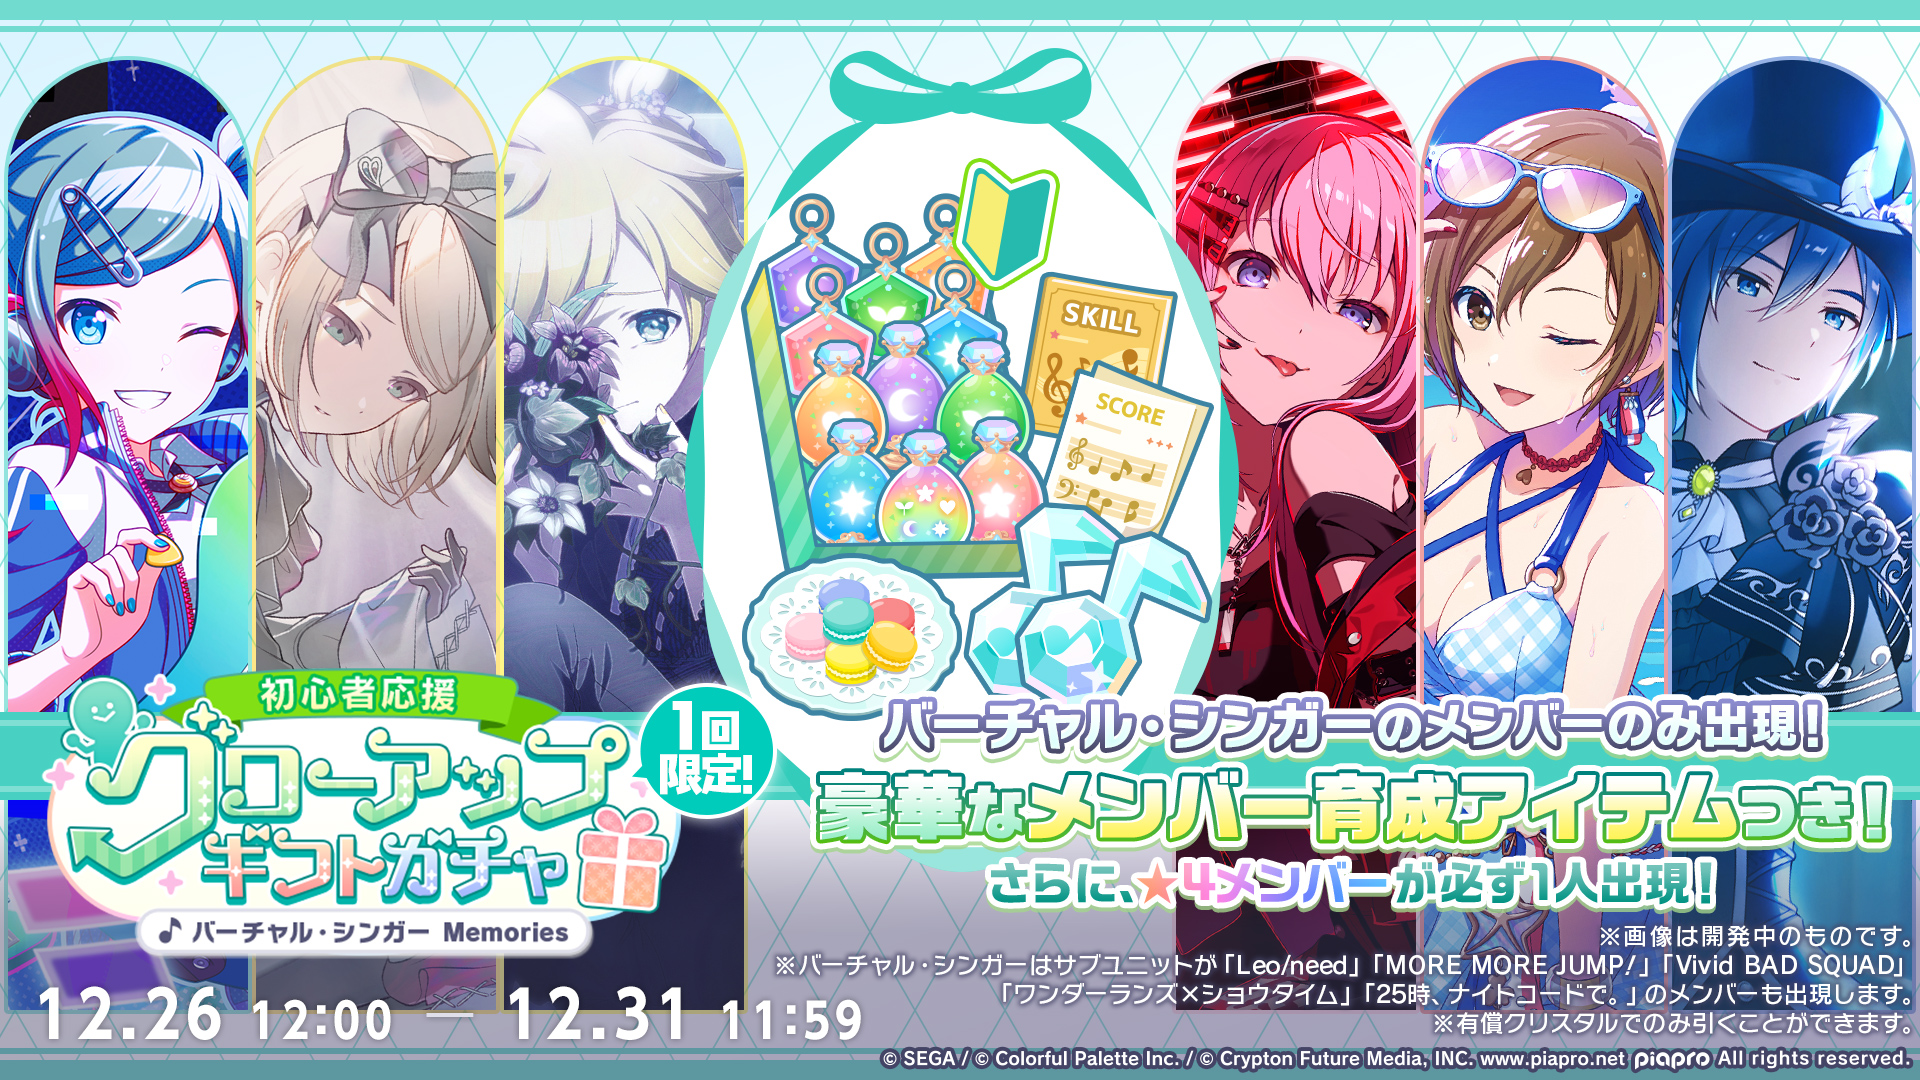 SKILL
SCORE
初心者応援
グローアップ
ギフトガチャ
1回
限定!
♪ バーチャル・シンガー Memories
12.26 12:00 — 12.31 11:59
バーチャル・シンガーのメンバーのみ出現!
豪華なメンバー育成アイテムつき!
さらに、★4メンバーが必ず1人出現!
※画像は開発中のものです。
※バーチャル・シンガーはサブユニットが「Leo/need」「MORE MORE JUMP!」「Vivid BAD SQUAD」
「ワンダーランズ×ショウタイム」「25時、ナイトコードで。」のメンバーも出現します。
※有償クリスタルでのみ引くことができます。
© SEGA / © Colorful Palette Inc. / © Crypton Future Media, INC. www.piapro.net piapro All rights reserved.